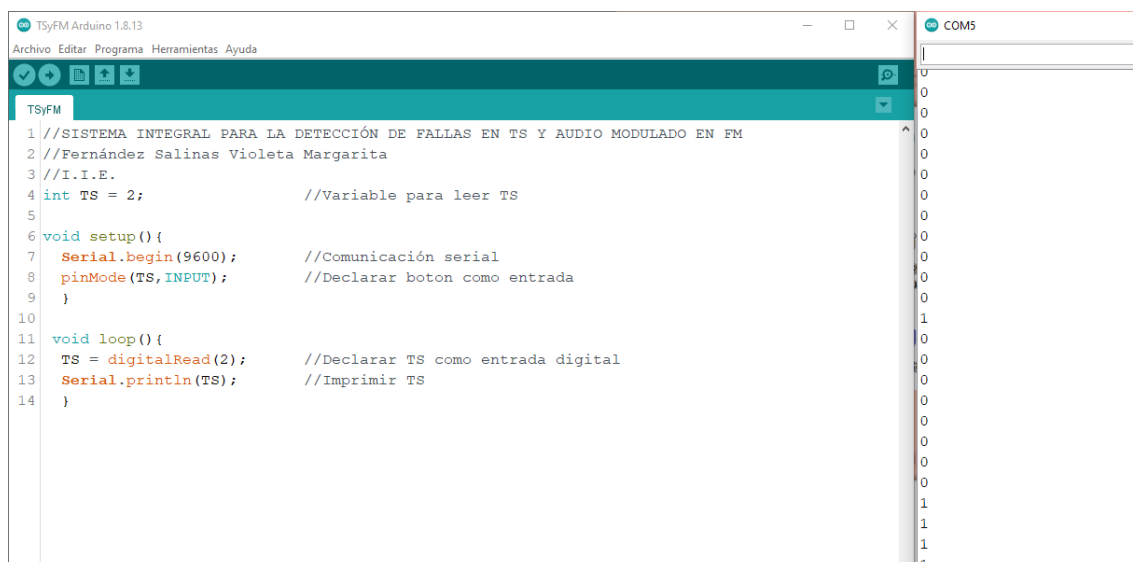 TSyFM Arduino 1.8.13
Archivo Editar Programa Herramientas Ayuda
TSyFM
1 //SISTEMA INTEGRAL PARA LA DETECCIÓN DE FALLAS EN TS Y AUDIO MODULADO EN FM
2 //Fernández Salinas Violeta Margarita
3 //I.I.E.
4 int TS = 2; //Variable para leer TS
5
6 void setup(){
7 Serial.begin(9600); //Comunicación serial
8 pinMode(TS,INPUT); //Declarar boton como entrada
9 }
10
11 void loop(){
12 TS = digitalRead(2); //Declarar TS como entrada digital
13 Serial.println(TS); //Imprimir TS
14 }
COM5
0
0
0
0
0
0
0
0
0
0
0
0
1
0
0
0
0
0
0
0
0
1
1
1